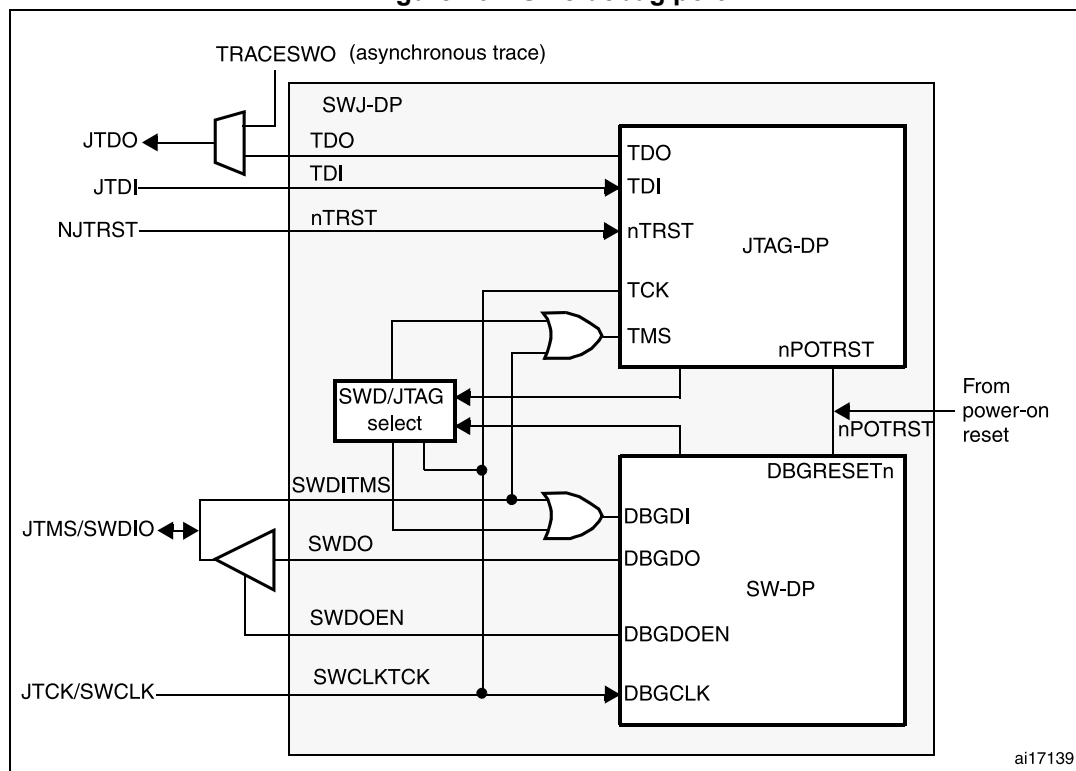 TRACESWO (asynchronous trace)
SWJ-DP
JTDO
TDO
TDO
JTDI
TDI
TDI
NJTRST
nTRST
nTRST
JTAG-DP
TCK
TMS
nPOTRST
SWD/JTAG
select
From
power-on
reset
nPOTRST
DBGRESETn
SWDITMS
JTMS/SWDIO
DBGDI
SWDO
DBGDO
SW-DP
SWDOEN
DBGDOEN
JTCK/SWCLK
SWCLKTCK
DBGCLK
ai17139